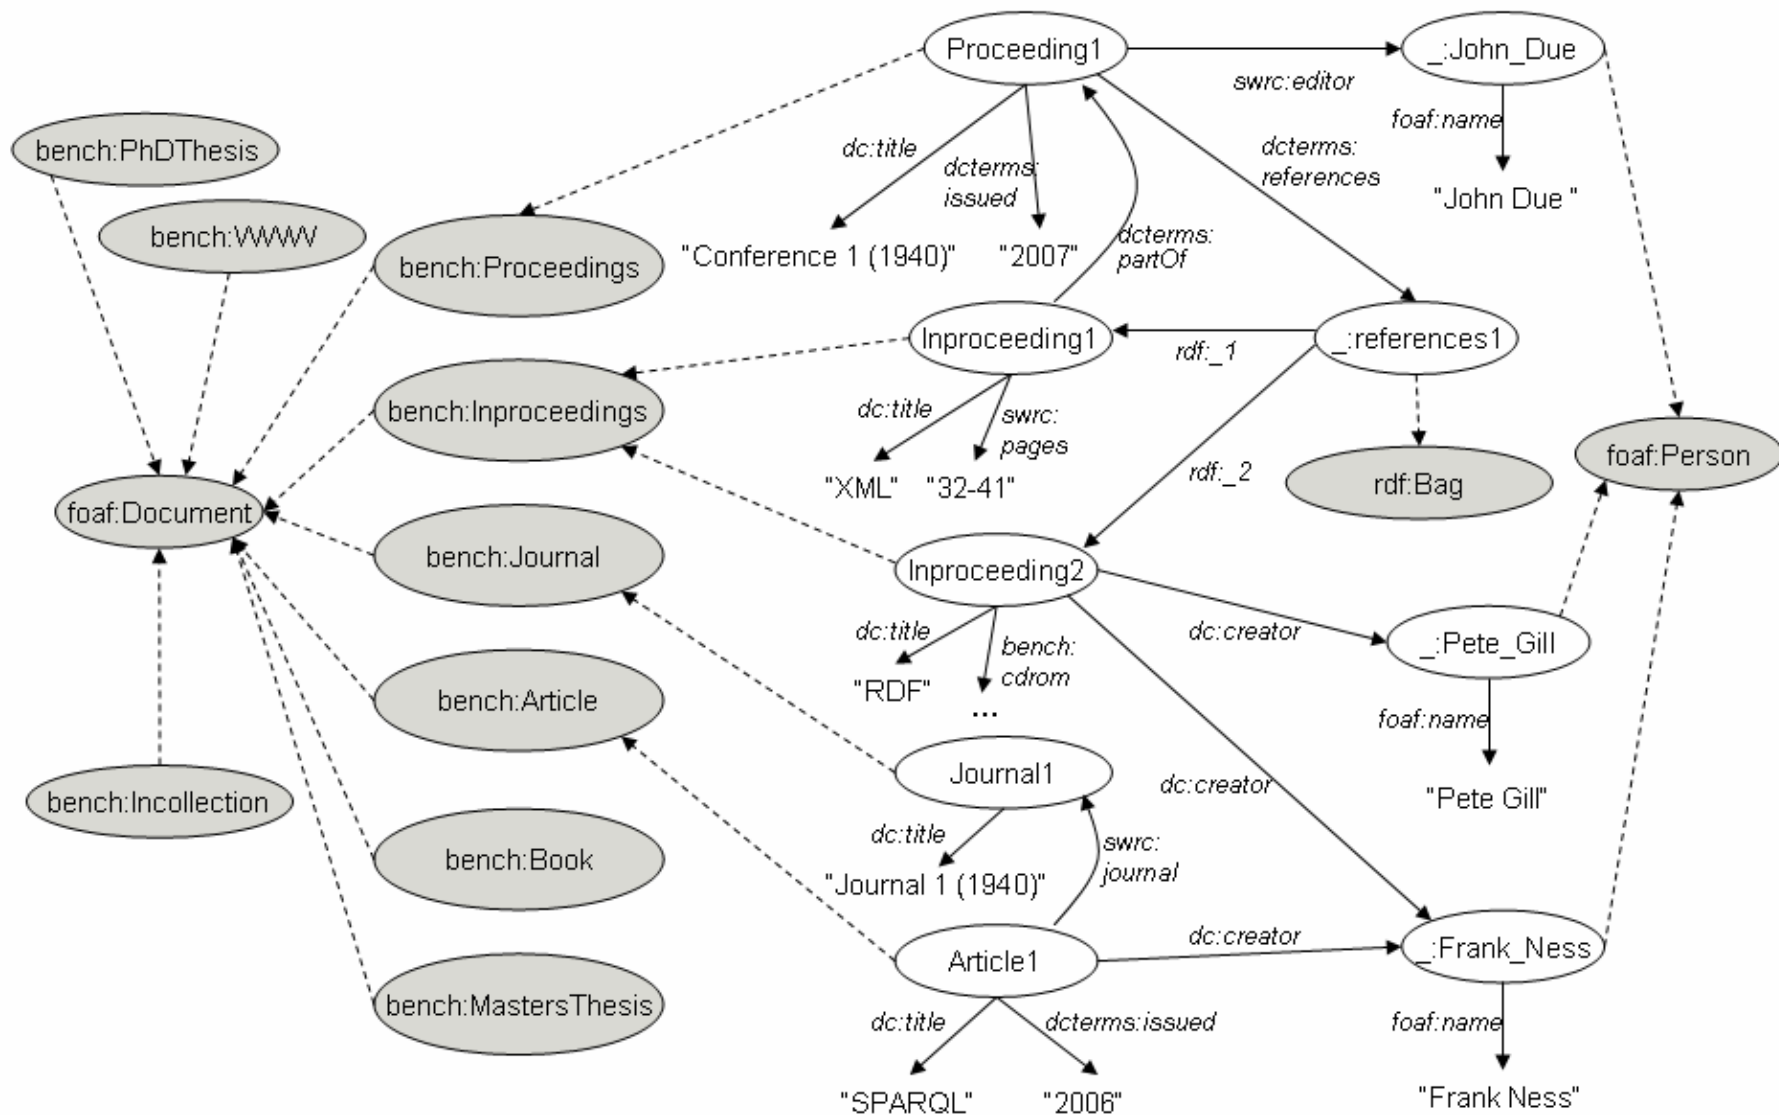 Proceeding1
_:John_Due
swrc:editor
foaf:name
bench:PhDThesis
dc:title
dcterms:
issued
dcterms:
references
"John Due "
bench:WWW
bench:Proceedings
"Conference 1 (1940)"
"2007"
dcterms:
partOf
Inproceeding1
rdf:_1
_:references1
bench:Inproceedings
dc:title
swrc:
pages
foaf:Person
"XML"
"32-41"
rdf:_2
rdf:Bag
foaf:Document
bench:Journal
Inproceeding2
dc:title
bench:
cdrom
dc:creator
_:Pete_Gill
"RDF"
...
bench:Article
foaf:name
Journal1
dc:creator
"Pete Gill"
bench:Incollection
dc:title
swrc:
journal
bench:Book
"Journal 1 (1940)"
dc:creator
Article1
_:Frank_Ness
bench:MastersThesis
dc:title
dcterms:issued
foaf:name
"SPARQL"
"2006"
"Frank Ness"